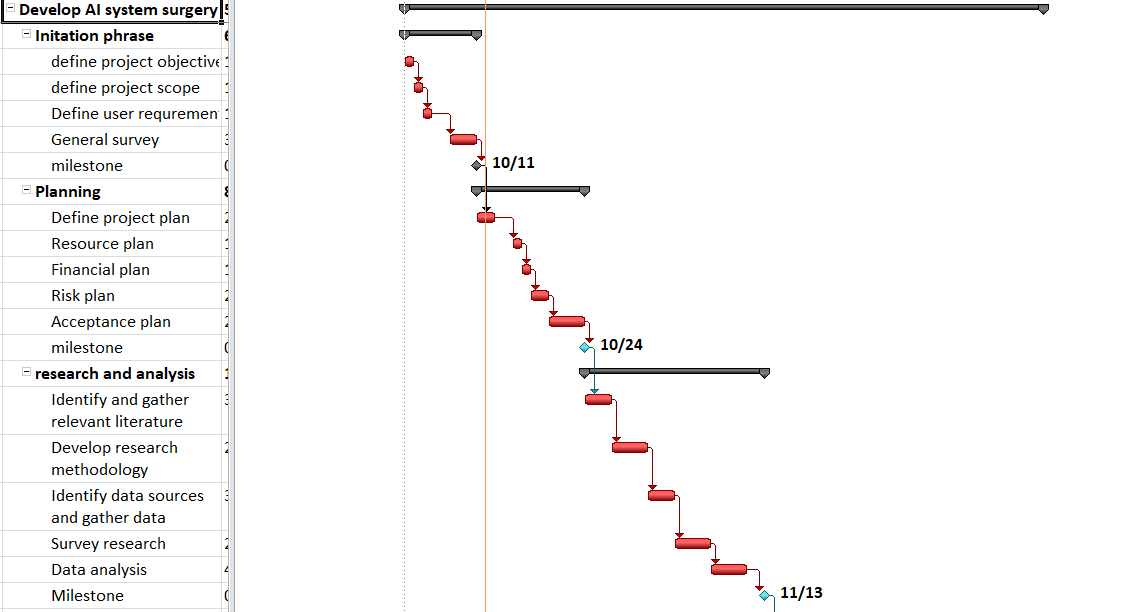 Develop AI system surgery
Initation phrase
define project objective
define project scope
Define user requremen
General survey
milestone
10/11
Planning
Define project plan
Resource plan
Financial plan
Risk plan
Acceptance plan
milestone
10/24
research and analysis
Identify and gather
relevant literature
Develop research
methodology
Identify data sources
and gather data
Survey research
Data analysis
Milestone
11/13